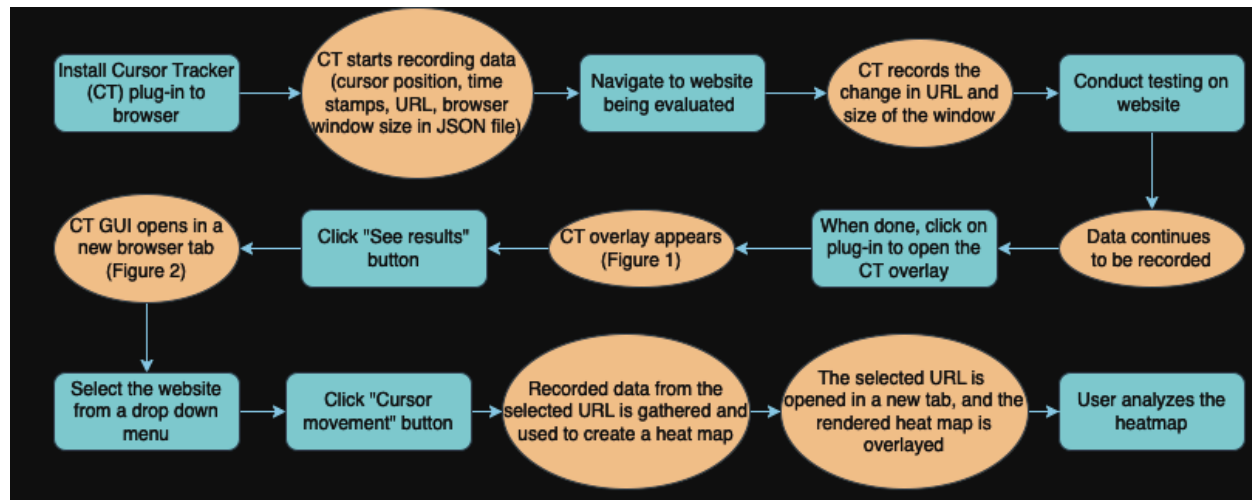 Install Cursor Tracker
(CT) plug-in to
browser
CT starts recording data
(cursor position, time
stamps, URL, browser
window size in JSON file)
Navigate to website
being evaluated
CT records the
change in URL and
size of the window
Conduct testing on
website
Data continues
to be recorded
When done, click on
plug-in to open the
CT overlay
CT overlay appears
(Figure 1)
Click "See results"
button
CT GUI opens in a
new browser tab
(Figure 2)
Select the website
from a drop down
menu
Click "Cursor
movement" button
Recorded data from the
selected URL is gathered and
used to create a heat map
The selected URL is
opened in a new tab, and the
rendered heat map is
overlayed
User analyzes the
heatmap